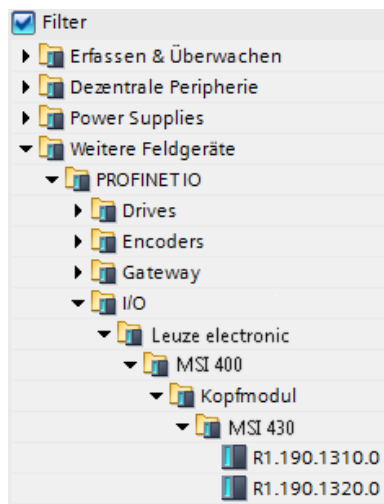 Filter
Erfassen & Überwachen
Dezentrale Peripherie
Power Supplies
Weitere Feldgeräte
PROFINET IO
Drives
Encoders
Gateway
I/O
Leuze electronic
MSI 400
Kopfmodul
MSI 430
R1.190.1310.0
R1.190.1320.0